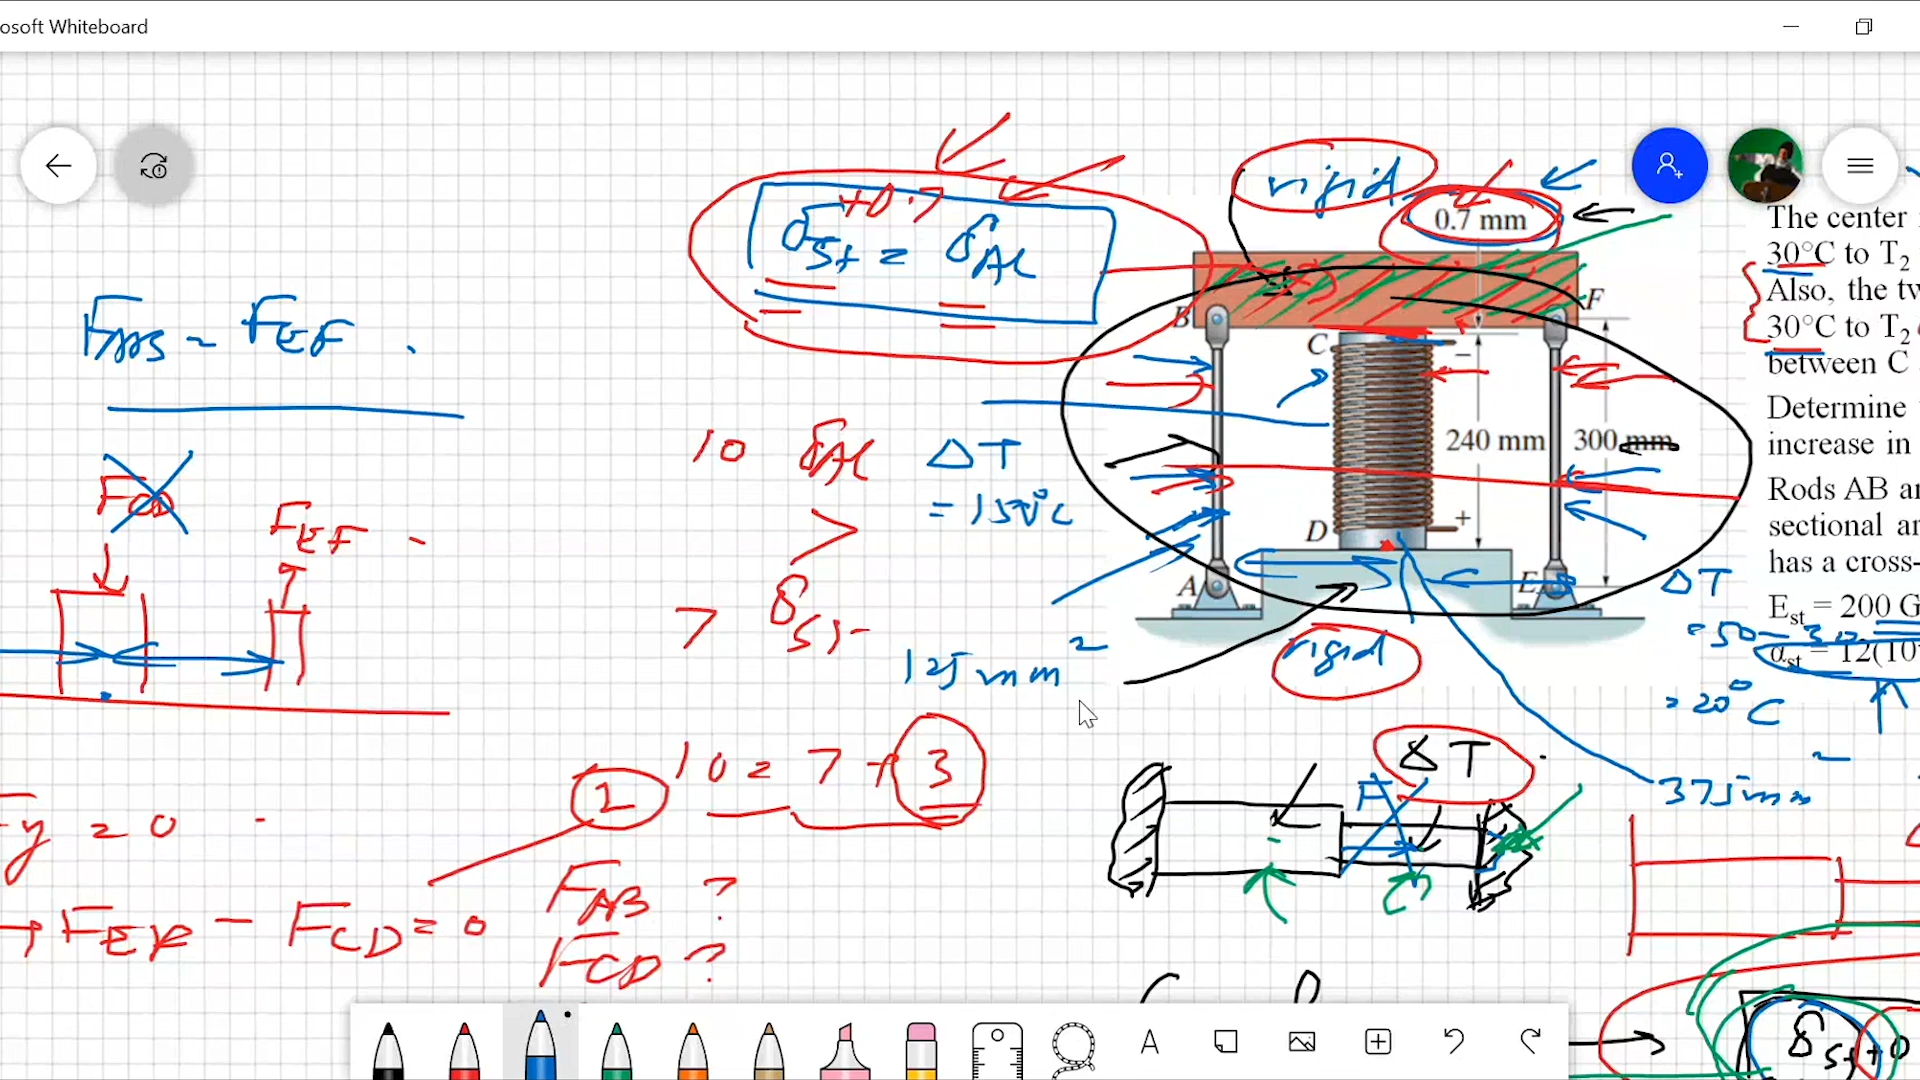 osoft Whiteboard
rigid
+0.7
δst = δAL
0.7 mm
The center
30°C to T2
Also, the tw
30°C to T2
between C
Determine
increase in
Rods AB an
sectional ar
has a cross-
Est = 200 G
αst = 12(10
B
F
C
−
240 mm
300 mm
D
+
A
E
FAB = FEF
FCD
FEF
10 δAL
>
7 δst
ΔT
= 150°C
125 mm²
rigid
ΔT
= 50 - 30
= 20°C
10 = 7 + 3
δT
375 mm²
Fy = 0
→ FEF - FCD = 0
FAB ?
FCD ?
δst + 0
A